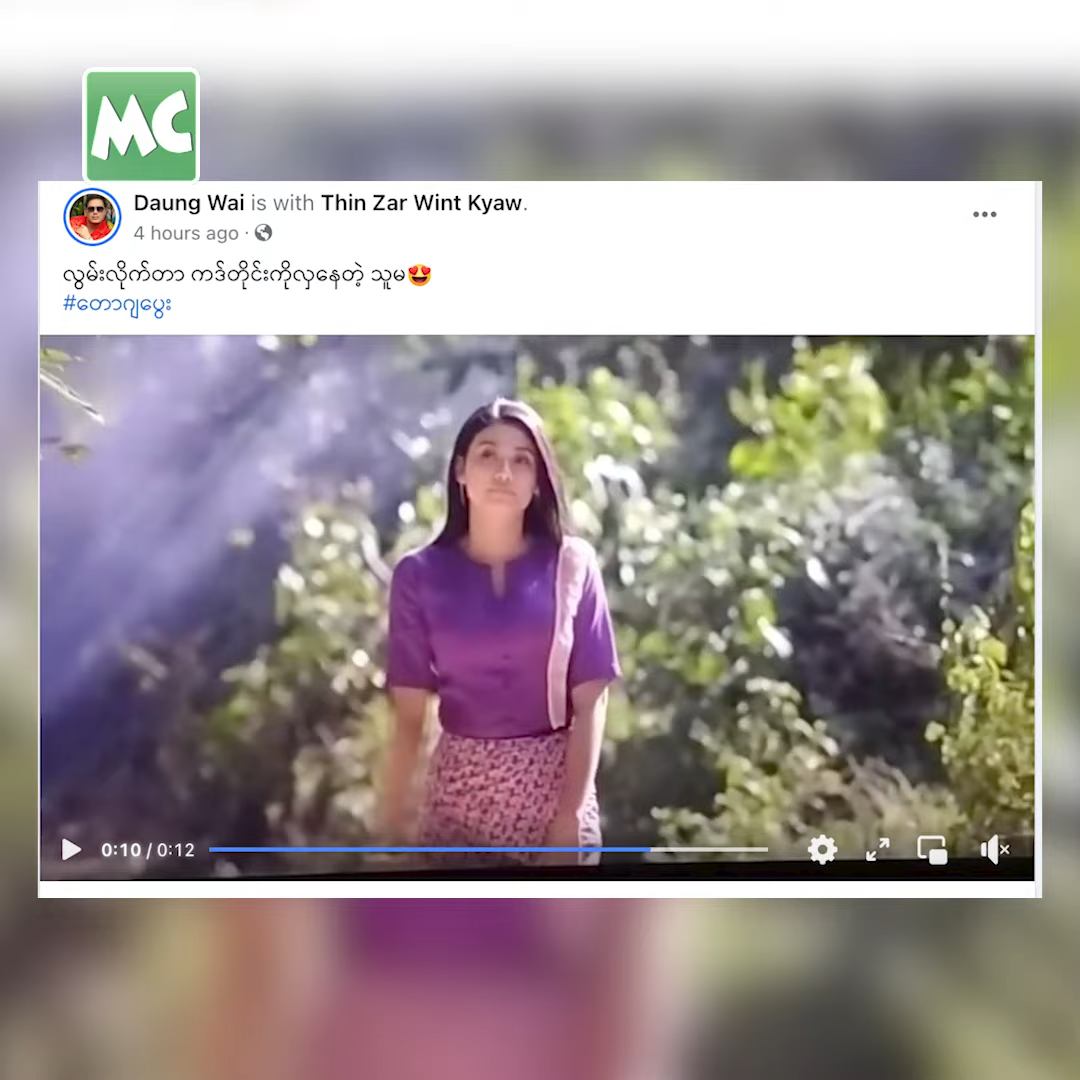 MC
Daung Wai is with Thin Zar Wint Kyaw.
4 hours ago ·
လွမ်းလိုက်တာ ကဒ်တိုင်းကိုလှနေတဲ့ သူမ😍
#တောဂျပွေး
0:10 / 0:12